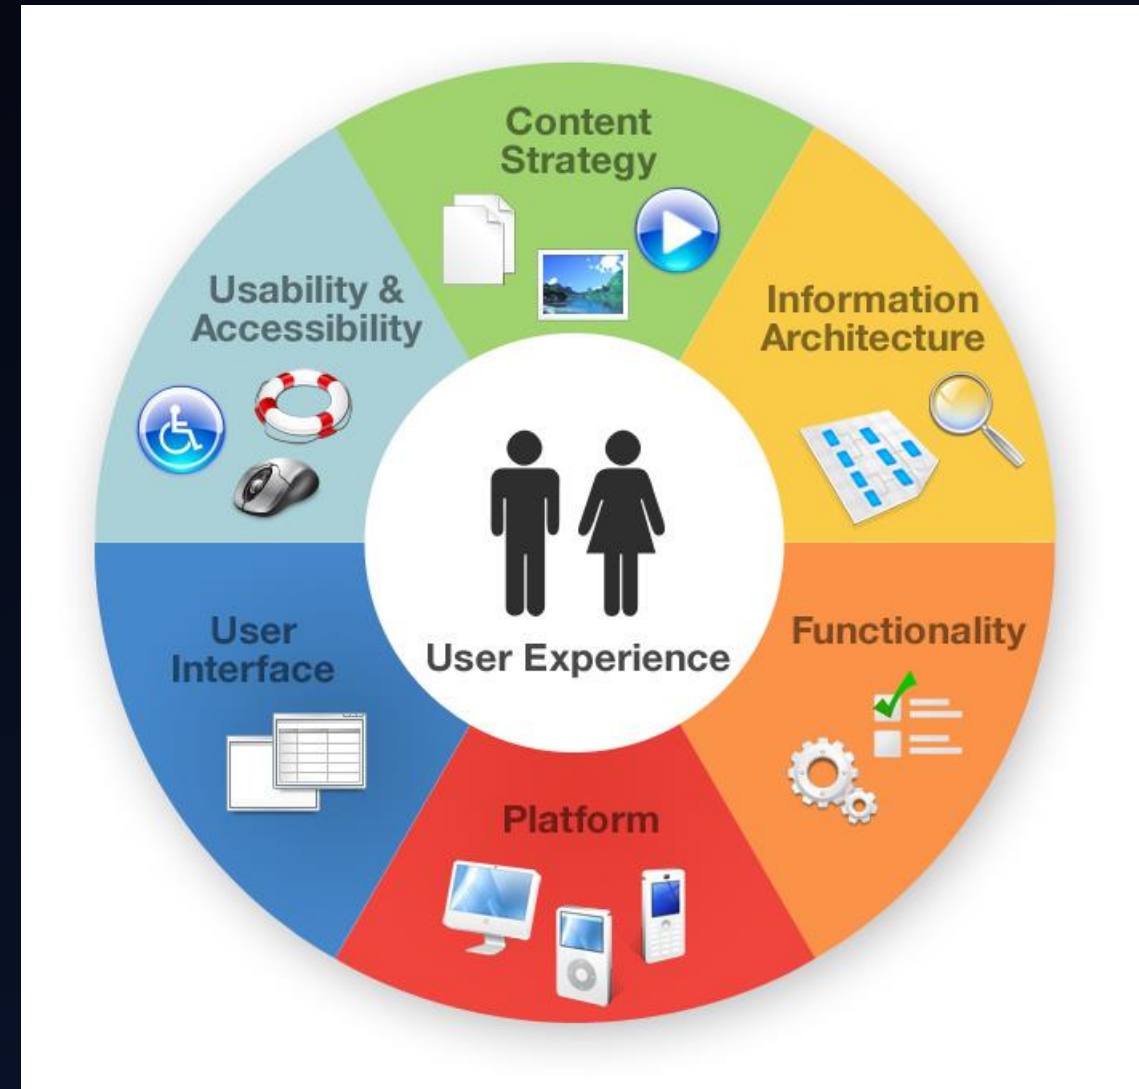 Content
Strategy
Information
Architecture
Functionality
Platform
User
Interface
Usability &
Accessibility
User Experience